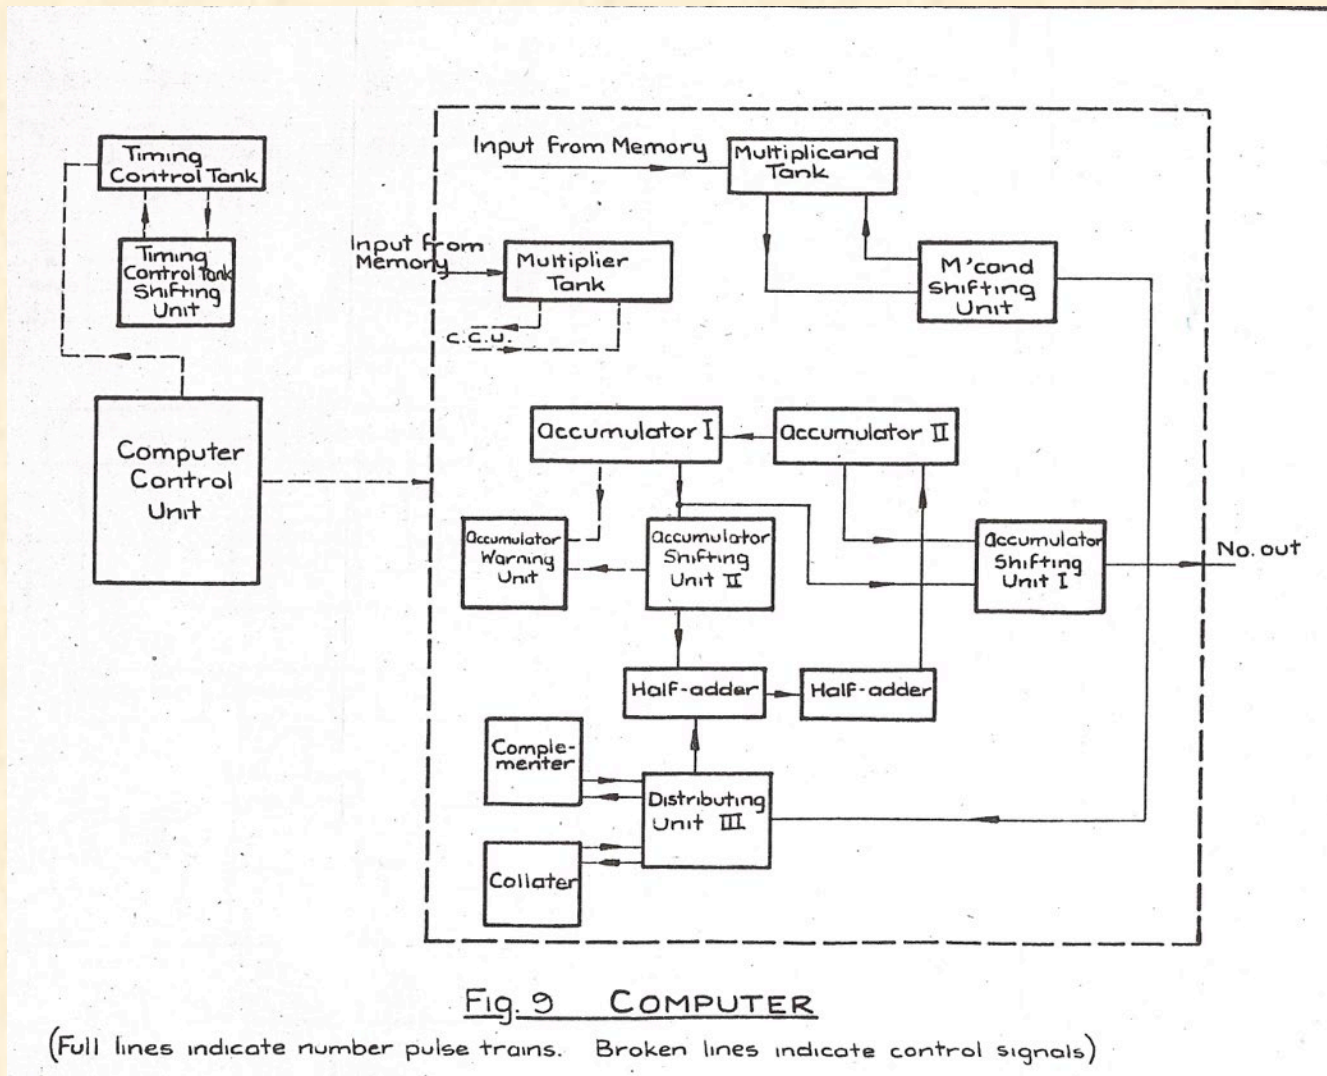 Timing
Control Tank
Timing
Control Tank
Shifting
Unit
Computer
Control
Unit
Input from Memory
Multiplicand
Tank
Input from
Memory
Multiplier
Tank
C.C.U.
M'cand
Shifting
Unit
Accumulator I
Accumulator II
Accumulator
Warning
Unit
Accumulator
Shifting
Unit II
Accumulator
Shifting
Unit I
No. out
Half-adder
Half-adder
Comple-
menter
Distributing
Unit III
Collater
Fig. 9 COMPUTER
(Full lines indicate number pulse trains. Broken lines indicate control signals)